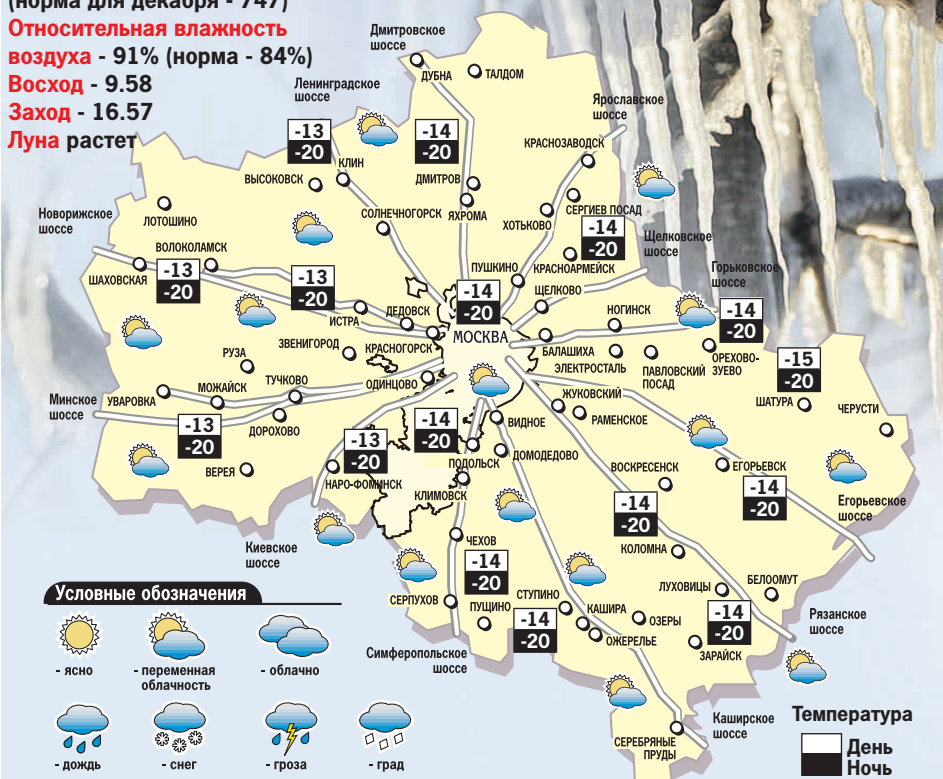 (норма для декабря - 747)
Относительная влажность
воздуха - 91% (норма - 84%)
Восход - 9.58
Заход - 16.57
Луна растет
Дмитровское
шоссе
ДУБНА
ТАЛДОМ
Ленинградское
шоссе
Ярославское
шоссе
-13
-20
-14
-20
КРАСНОЗАВОДСК
КЛИН
ВЫСОКОВСК
ДМИТРОВ
ЛОТОШИНО
Новорижское
шоссе
СОЛНЕЧНОГОРСК
ЯХРОМА
ХОТЬКОВО
СЕРГИЕВ ПОСАД
-14
-20
Щелковское
шоссе
ВОЛОКОЛАМСК
ШАХОВСКАЯ
-13
-20
-13
-20
ПУШКИНО
КРАСНОАРМЕЙСК
Горьковское
шоссе
-14
-20
ЩЕЛКОВО
НОГИНСК
-14
-20
ИСТРА
ДЕДОВСК
МОСКВА
ЗВЕНИГОРОД
КРАСНОГОРСК
БАЛАШИХА
ЭЛЕКТРОСТАЛЬ
ПАВЛОВСКИЙ
ПОСАД
ОРЕХОВО-
ЗУЕВО
-15
-20
РУЗА
ТУЧКОВО
ОДИНЦОВО
ЖУКОВСКИЙ
ШАТУРА
Минское
шоссе
УВАРОВКА
МОЖАЙСК
ДОРОХОВО
-13
-20
-14
-20
ВИДНОЕ
РАМЕНСКОЕ
ЧЕРУСТИ
-13
-20
ВЕРЕЯ
НАРО-ФОМИНСК
ПОДОЛЬСК
ДОМОДЕДОВО
ВОСКРЕСЕНСК
ЕГОРЬЕВСК
КЛИМОВСК
-14
-20
-14
-20
Егорьевское
шоссе
Киевское
шоссе
ЧЕХОВ
КОЛОМНА
-14
-20
СЕРПУХОВ
ПУЩИНО
СТУПИНО
-14
-20
КАШИРА
ОЖЕРЕЛЬЕ
ОЗЕРЫ
ЛУХОВИЦЫ
БЕЛООМУТ
-14
-20
ЗАРАЙСК
Рязанское
шоссе
Симферопольское
шоссе
СЕРЕБРЯНЫЕ
ПРУДЫ
Каширское
шоссе
Условные обозначения
- ясно
- переменная
облачность
- облачно
- дождь
- снег
- гроза
- град
Температура
День
Ночь